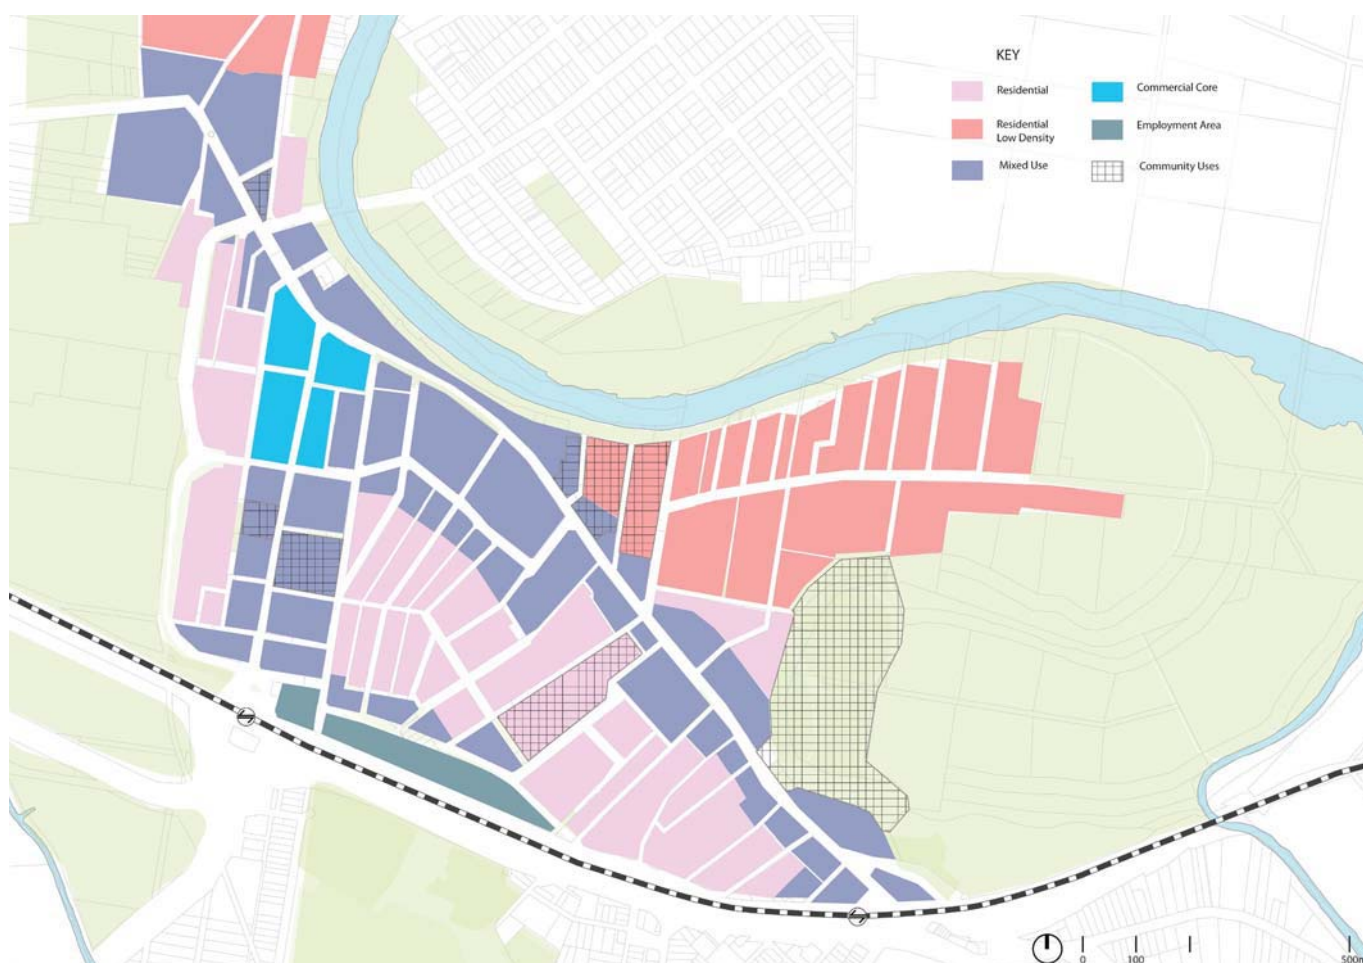 KEY
Residential
Commercial Core
Residential
Low Density
Employment Area
Mixed Use
Community Uses
0
100
500m